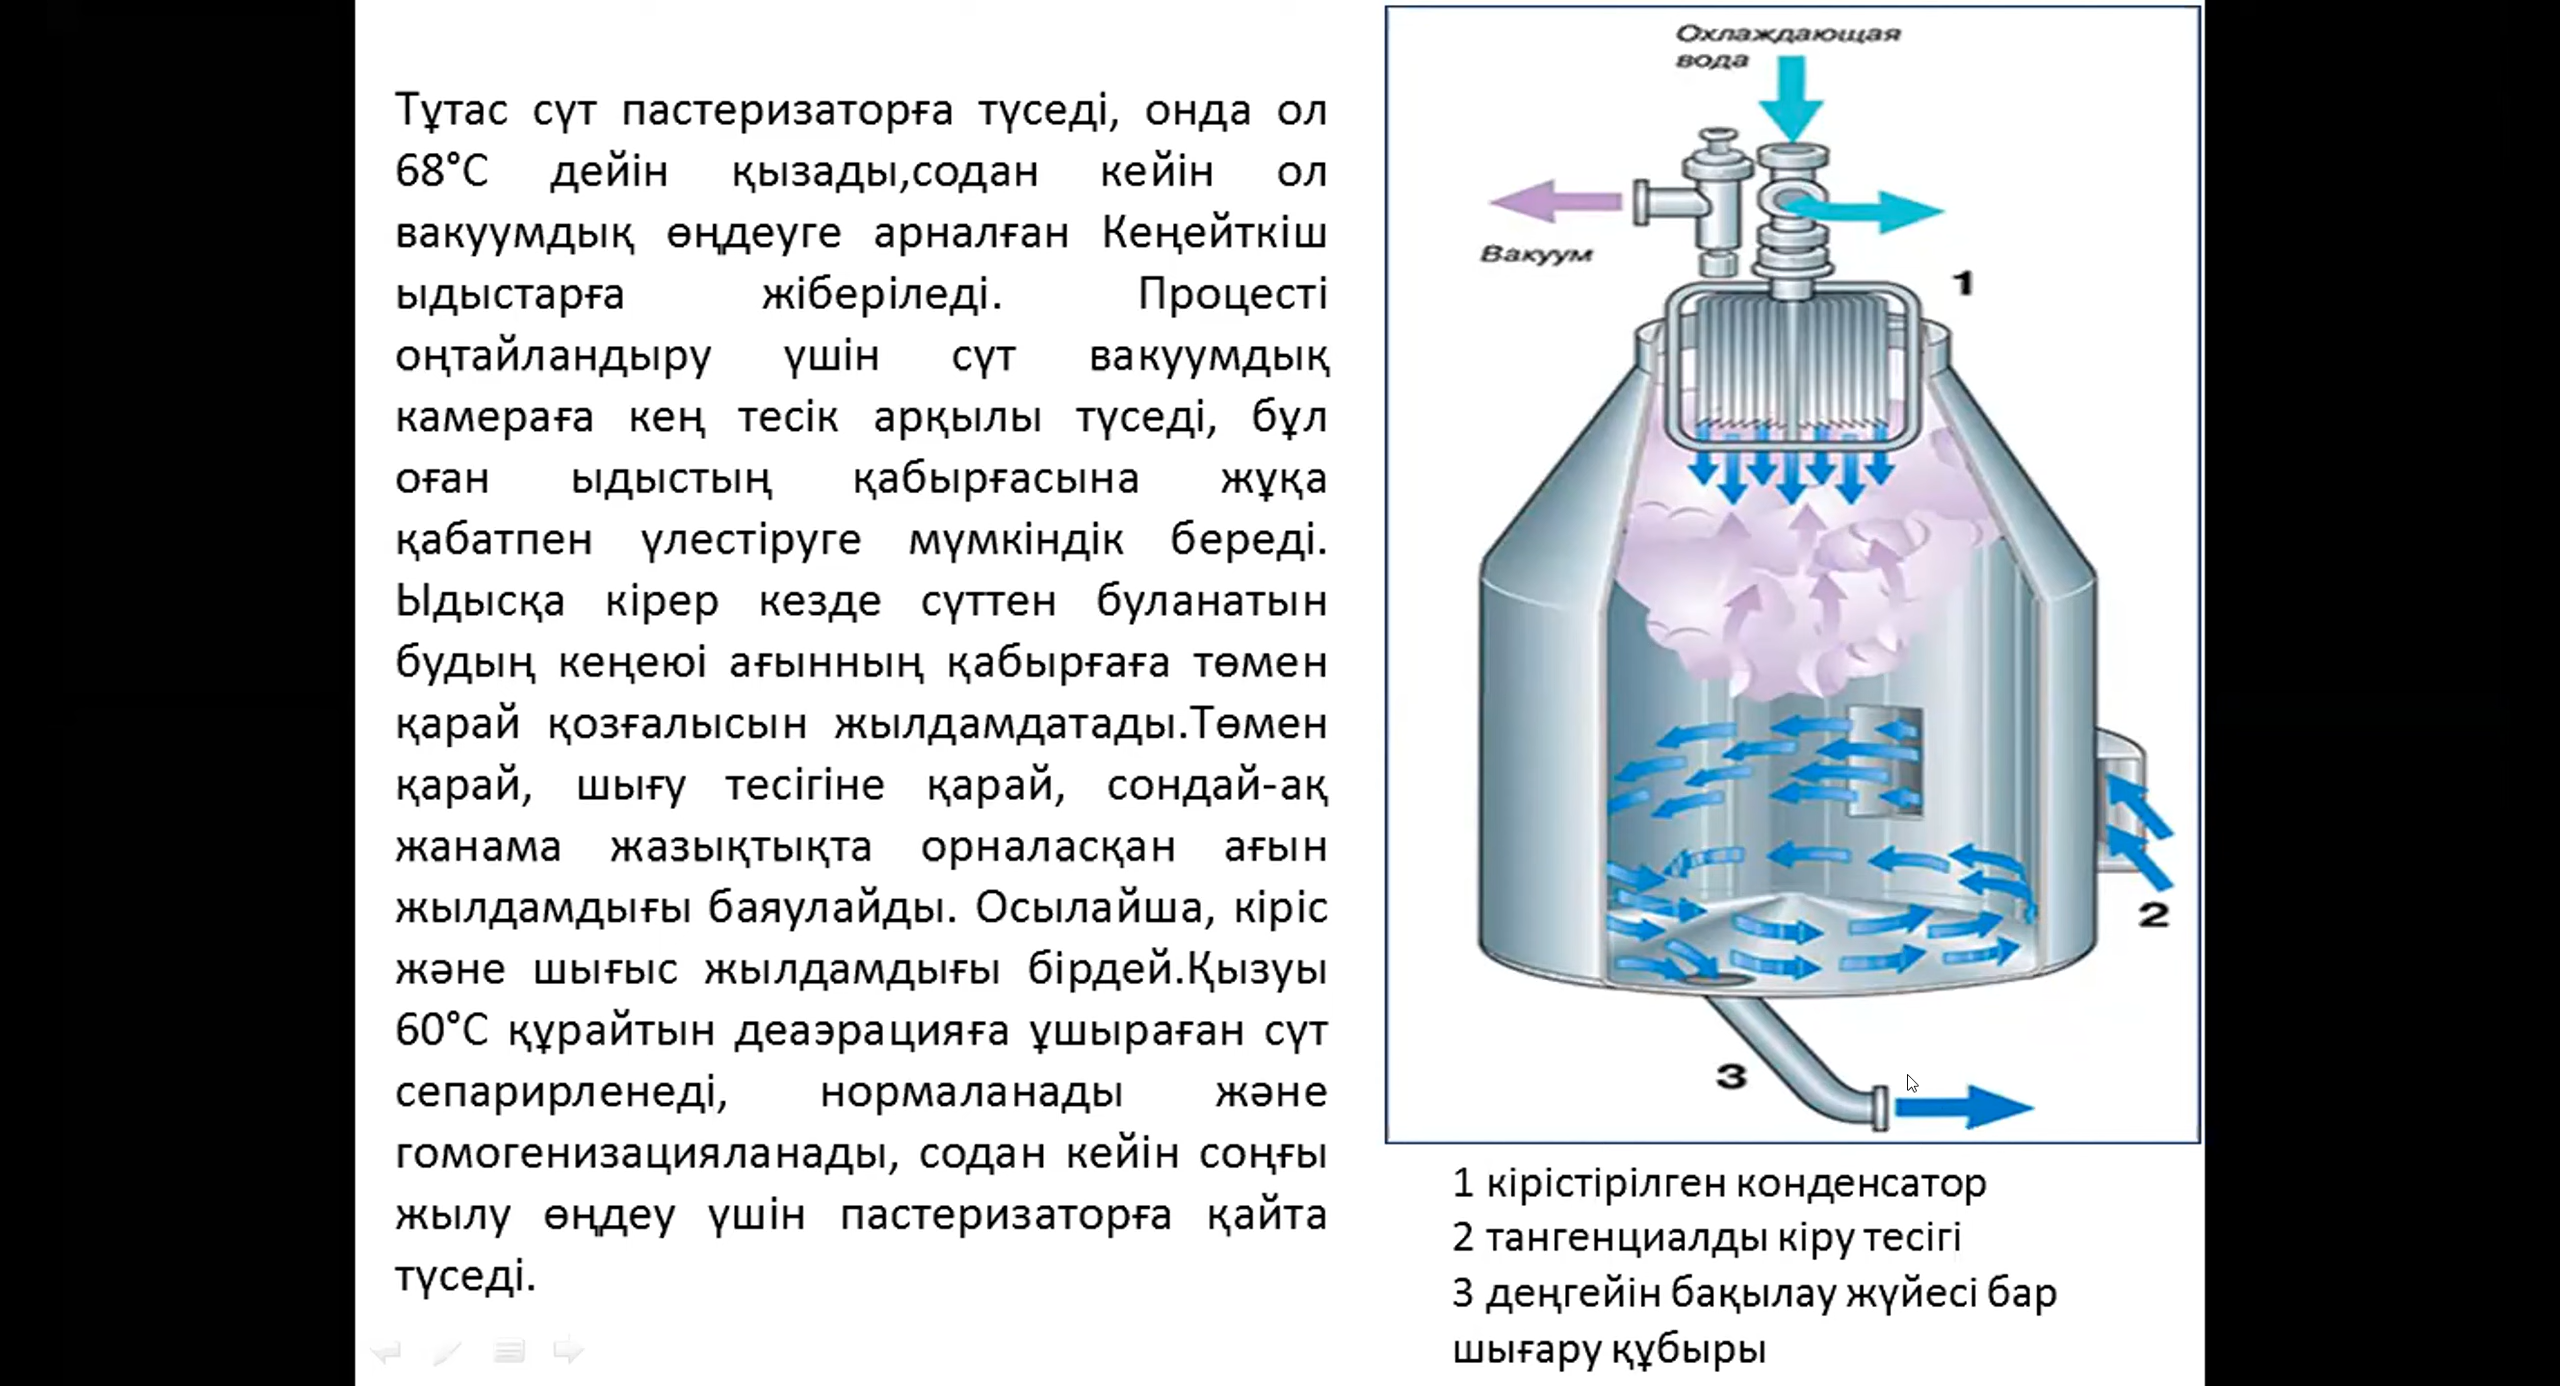 Тұтас сүт пастеризаторға түседі, онда ол
68°С дейін қызады,содан кейін ол
вакуумдық өңдеуге арналған Кеңейткіш
ыдыстарға жіберіледі. Процесті
оңтайландыру үшін сүт вакуумдық
камераға кең тесік арқылы түседі, бұл
оған ыдыстың қабырғасына жұқа
қабатпен үлестіруге мүмкіндік береді.
Ыдысқа кірер кезде сүттен буланатын
будың кеңеюі ағынның қабырғаға төмен
қарай қозғалысын жылдамдатады.Төмен
қарай, шығу тесігіне қарай, сондай-ақ
жанама жазықтықта орналасқан ағын
жылдамдығы баяулайды. Осылайша, кіріс
және шығыс жылдамдығы бірдей.Қызуы
60°С құрайтын деаэрацияға ұшыраған сүт
сепарирленеді, нормаланады және
гомогенизацияланады, содан кейін соңғы
жылу өңдеу үшін пастеризаторға қайта
түседі.
Охлаждающая
вода
Вакуум
1
2
3
1 кірістірілген конденсатор
2 тангенциалды кіру тесігі
3 деңгейін бақылау жүйесі бар
шығару құбыры